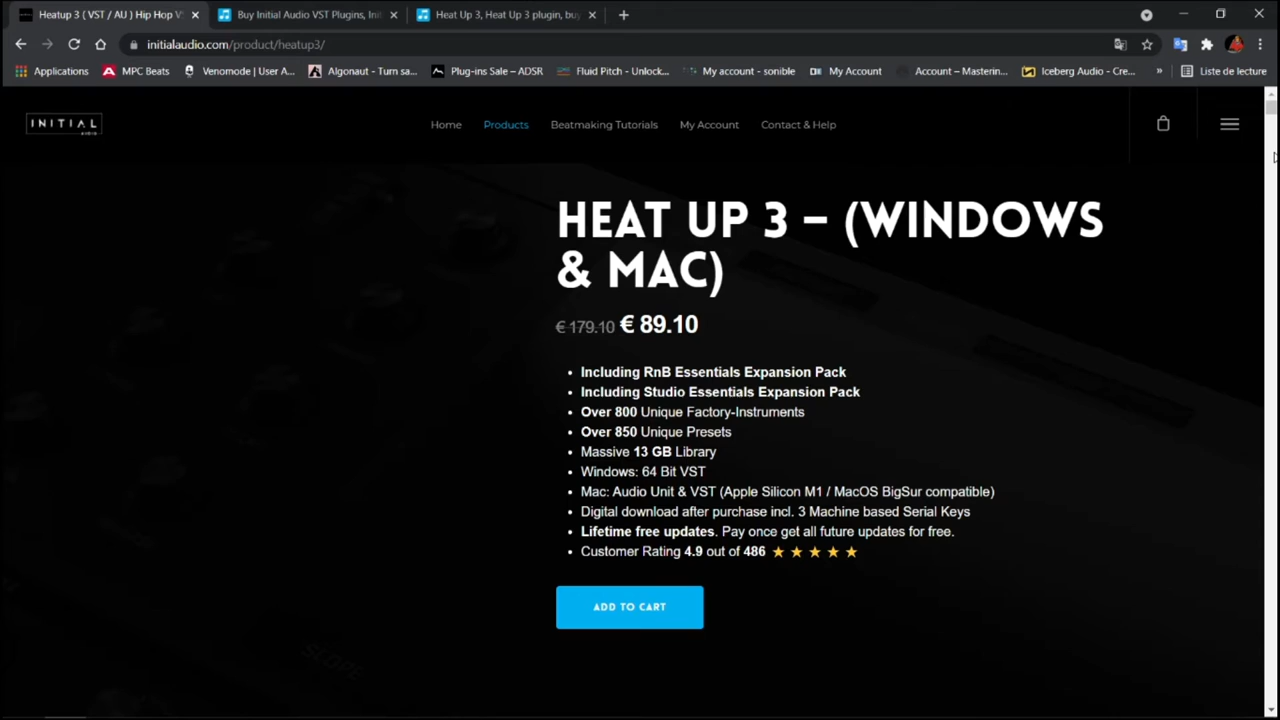 Heatup 3 ( VST / AU ) Hip Hop VS
Buy Initial Audio VST Plugins, Init
Heat Up 3, Heat Up 3 plugin, buy
initialaudio.com/product/heatup3/
Applications
MPC Beats
Venomode | User A...
Algonaut - Turn sa...
Plug-ins Sale – ADSR
Fluid Pitch - Unlock...
My account - sonible
My Account
Account – Masterin...
Iceberg Audio - Cre...
»
Liste de lecture
INITIAL
AUDIO
Home
Products
Beatmaking Tutorials
My Account
Contact & Help
HEAT UP 3 – (WINDOWS
& MAC)
€ 179.10 € 89.10
• Including RnB Essentials Expansion Pack
• Including Studio Essentials Expansion Pack
• Over 800 Unique Factory-Instruments
• Over 850 Unique Presets
• Massive 13 GB Library
• Windows: 64 Bit VST
• Mac: Audio Unit & VST (Apple Silicon M1 / MacOS BigSur compatible)
• Digital download after purchase incl. 3 Machine based Serial Keys
• Lifetime free updates. Pay once get all future updates for free.
• Customer Rating 4.9 out of 486 ★ ★ ★ ★ ★
ADD TO CART
SLOPE